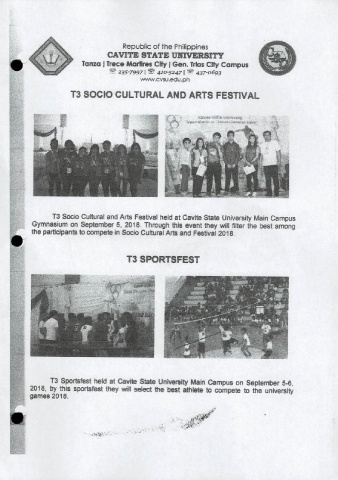 Republic of the Philippines
CAVITE STATE UNIVERSITY
Tanza | Trece Martires City | Gen. Trias City Campus
☏ 235-7997 | ☏ 410-5247 | ☏ 437-0693
www.cvsu.edu.ph
T3 SOCIO CULTURAL AND ARTS FESTIVAL
T3 Socio Cultural and Arts Festival held at Cavite State University Main Campus
Gymnasium on September 5, 2018. Through this event they will filter the best among
the participants to compete in Socio Cultural Arts and Festival 2018.
T3 SPORTSFEST
T3 Sportsfest held at Cavite State University Main Campus on September 5-6,
2018, by this sportsfest they will select the best athlete to compete to the university
games 2018.